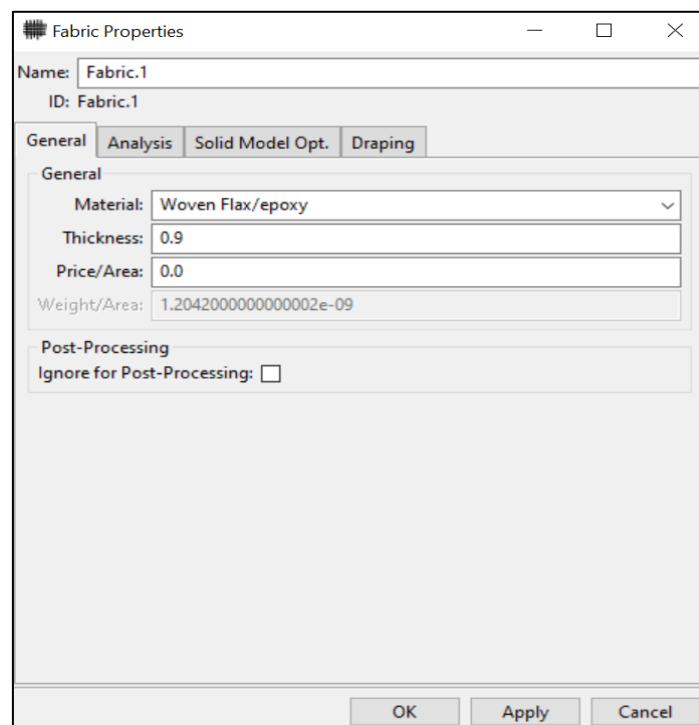 Fabric Properties
Name: Fabric.1
ID: Fabric.1
General Analysis Solid Model Opt. Draping
General
Material: Woven Flax/epoxy
Thickness: 0.9
Price/Area: 0.0
Weight/Area: 1.2042000000000002e-09
Post-Processing
Ignore for Post-Processing:
OK Apply Cancel